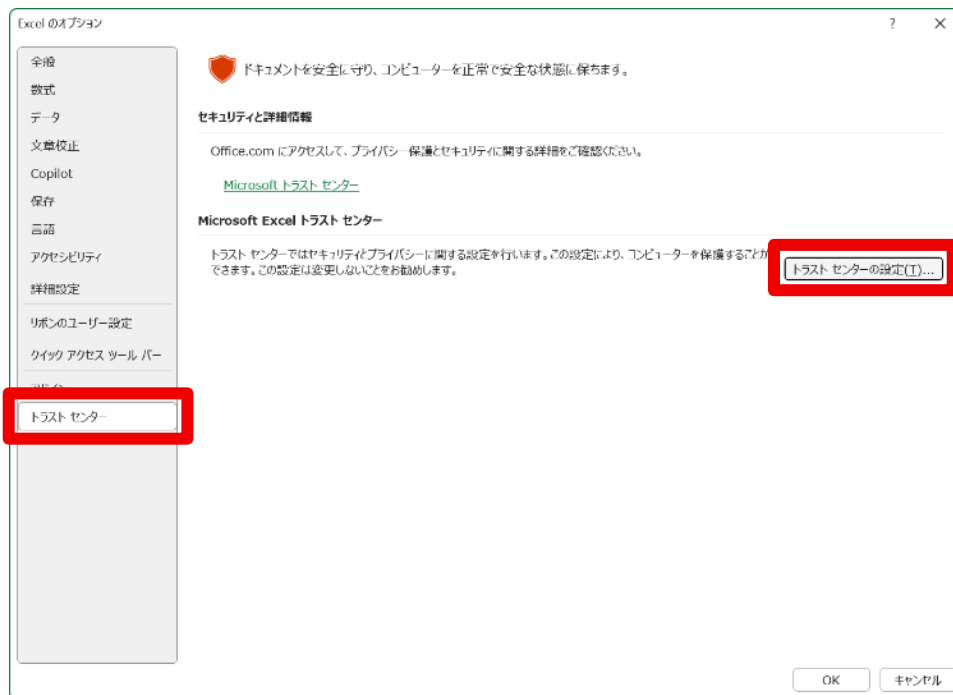 Excel のオプション
?
全般
数式
データ
文章校正
Copilot
保存
言語
アクセシビリティ
詳細設定
リボンのユーザー設定
クイック アクセス ツール バー
トラスト センター
ドキュメントを安全に守り、コンピューターを正常で安全な状態に保ちます。
セキュリティと詳細情報
Office.com にアクセスして、プライバシー保護とセキュリティに関する詳細をご確認ください。
Microsoft トラスト センター
Microsoft Excel トラスト センター
トラスト センターではセキュリティとプライバシーに関する設定を行います。この設定により、コンピューターを保護することが
できます。この設定は変更しないことをお勧めします。
トラスト センターの設定(T)...
OK
キャンセル